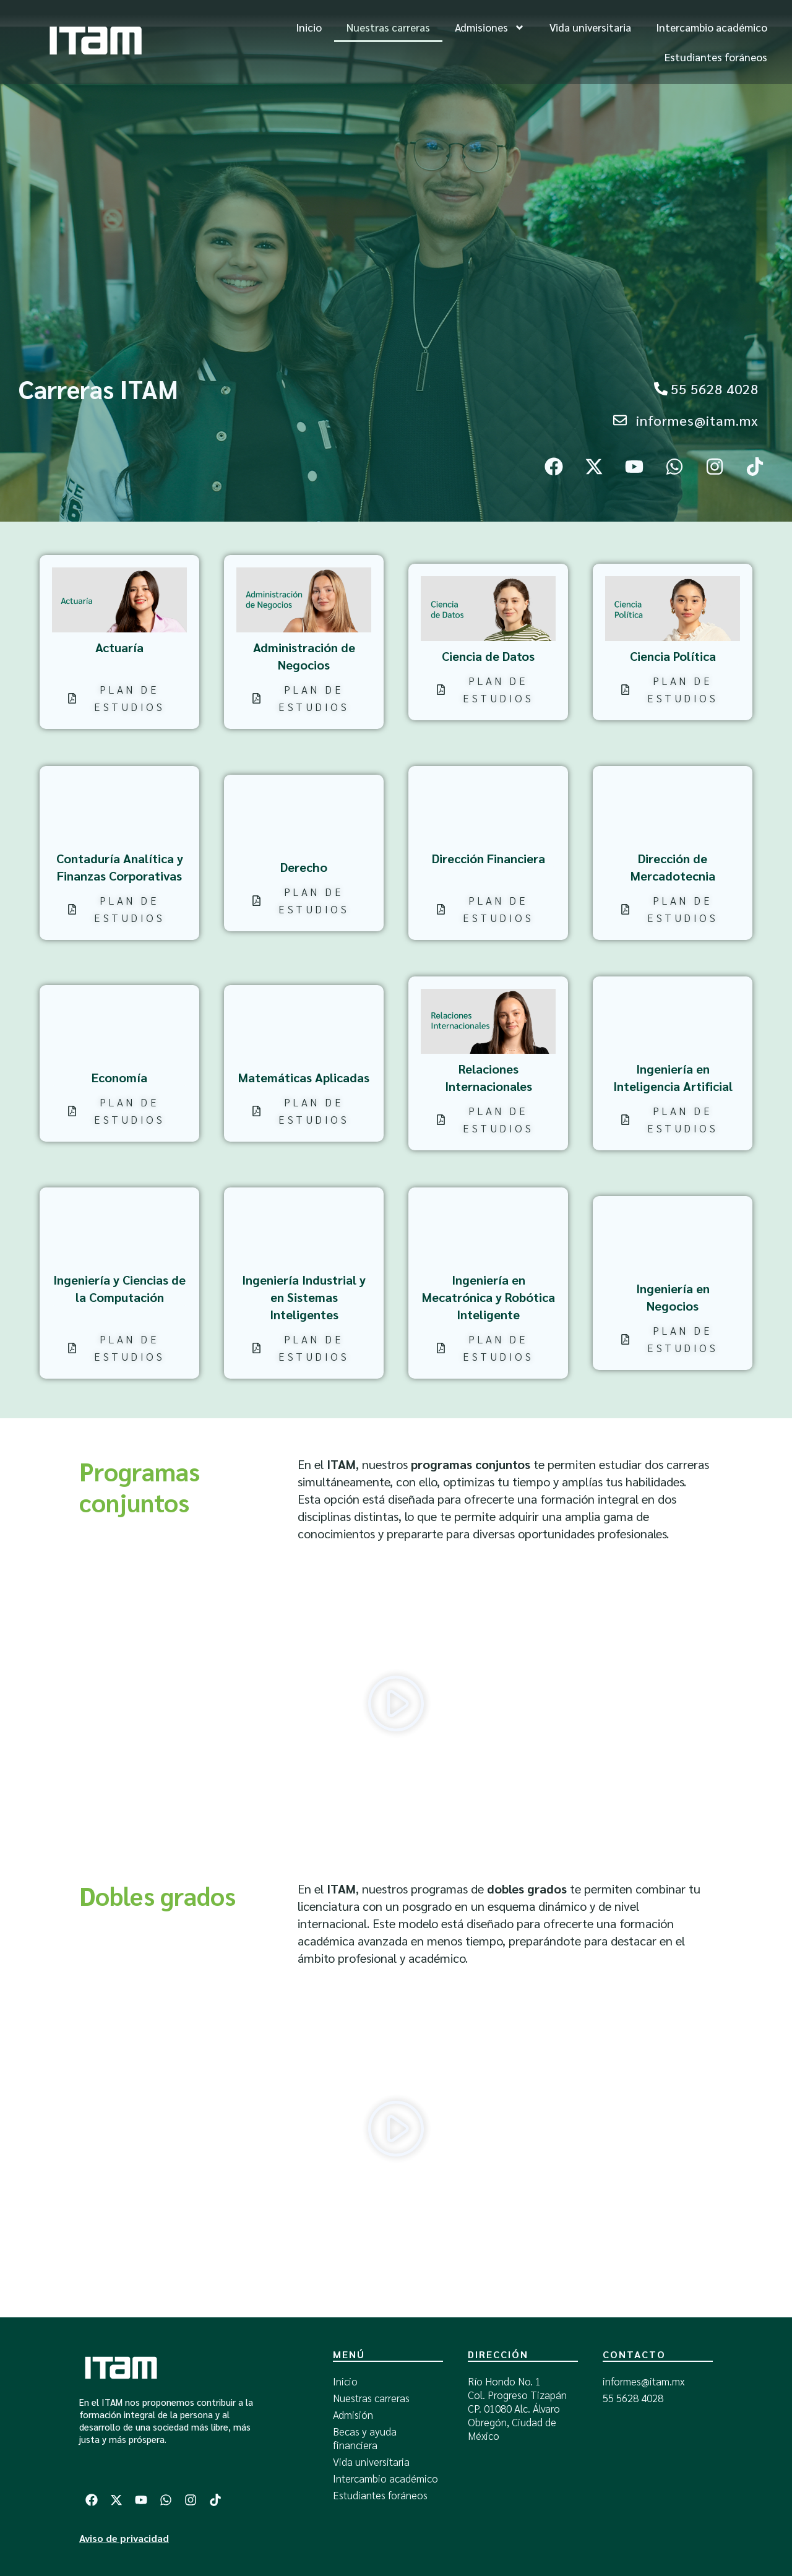 ITAM
Inicio
Nuestras carreras
Admisiones
Vida universitaria
Intercambio académico
Estudiantes foráneos
Carreras ITAM
55 5628 4028
informes@itam.mx
Actuaría
Actuaría
PLAN DE
ESTUDIOS
Administración
de Negocios
Administración de
Negocios
PLAN DE
ESTUDIOS
Ciencia
de Datos
Ciencia de Datos
PLAN DE
ESTUDIOS
Ciencia
Política
Ciencia Política
PLAN DE
ESTUDIOS
Contaduría Analítica y
Finanzas Corporativas
PLAN DE
ESTUDIOS
Derecho
PLAN DE
ESTUDIOS
Dirección Financiera
PLAN DE
ESTUDIOS
Dirección de
Mercadotecnia
PLAN DE
ESTUDIOS
Economía
PLAN DE
ESTUDIOS
Matemáticas Aplicadas
PLAN DE
ESTUDIOS
Relaciones
Internacionales
Relaciones
Internacionales
PLAN DE
ESTUDIOS
Ingeniería en
Inteligencia Artificial
PLAN DE
ESTUDIOS
Ingeniería y Ciencias de
la Computación
PLAN DE
ESTUDIOS
Ingeniería Industrial y
en Sistemas
Inteligentes
PLAN DE
ESTUDIOS
Ingeniería en
Mecatrónica y Robótica
Inteligente
PLAN DE
ESTUDIOS
Ingeniería en
Negocios
PLAN DE
ESTUDIOS
Programas
conjuntos
En el ITAM, nuestros programas conjuntos te permiten estudiar dos carreras
simultáneamente, con ello, optimizas tu tiempo y amplías tus habilidades.
Esta opción está diseñada para ofrecerte una formación integral en dos
disciplinas distintas, lo que te permite adquirir una amplia gama de
conocimientos y prepararte para diversas oportunidades profesionales.
Dobles grados
En el ITAM, nuestros programas de dobles grados te permiten combinar tu
licenciatura con un posgrado en un esquema dinámico y de nivel
internacional. Este modelo está diseñado para ofrecerte una formación
académica avanzada en menos tiempo, preparándote para destacar en el
ámbito profesional y académico.
ITAM
En el ITAM nos proponemos contribuir a la
formación integral de la persona y al
desarrollo de una sociedad más libre, más
justa y más próspera.
Aviso de privacidad
MENÚ
Inicio
Nuestras carreras
Admisión
Becas y ayuda
financiera
Vida universitaria
Intercambio académico
Estudiantes foráneos
DIRECCIÓN
Río Hondo No. 1
Col. Progreso Tizapán
CP. 01080 Alc. Álvaro
Obregón, Ciudad de
México
CONTACTO
informes@itam.mx
55 5628 4028